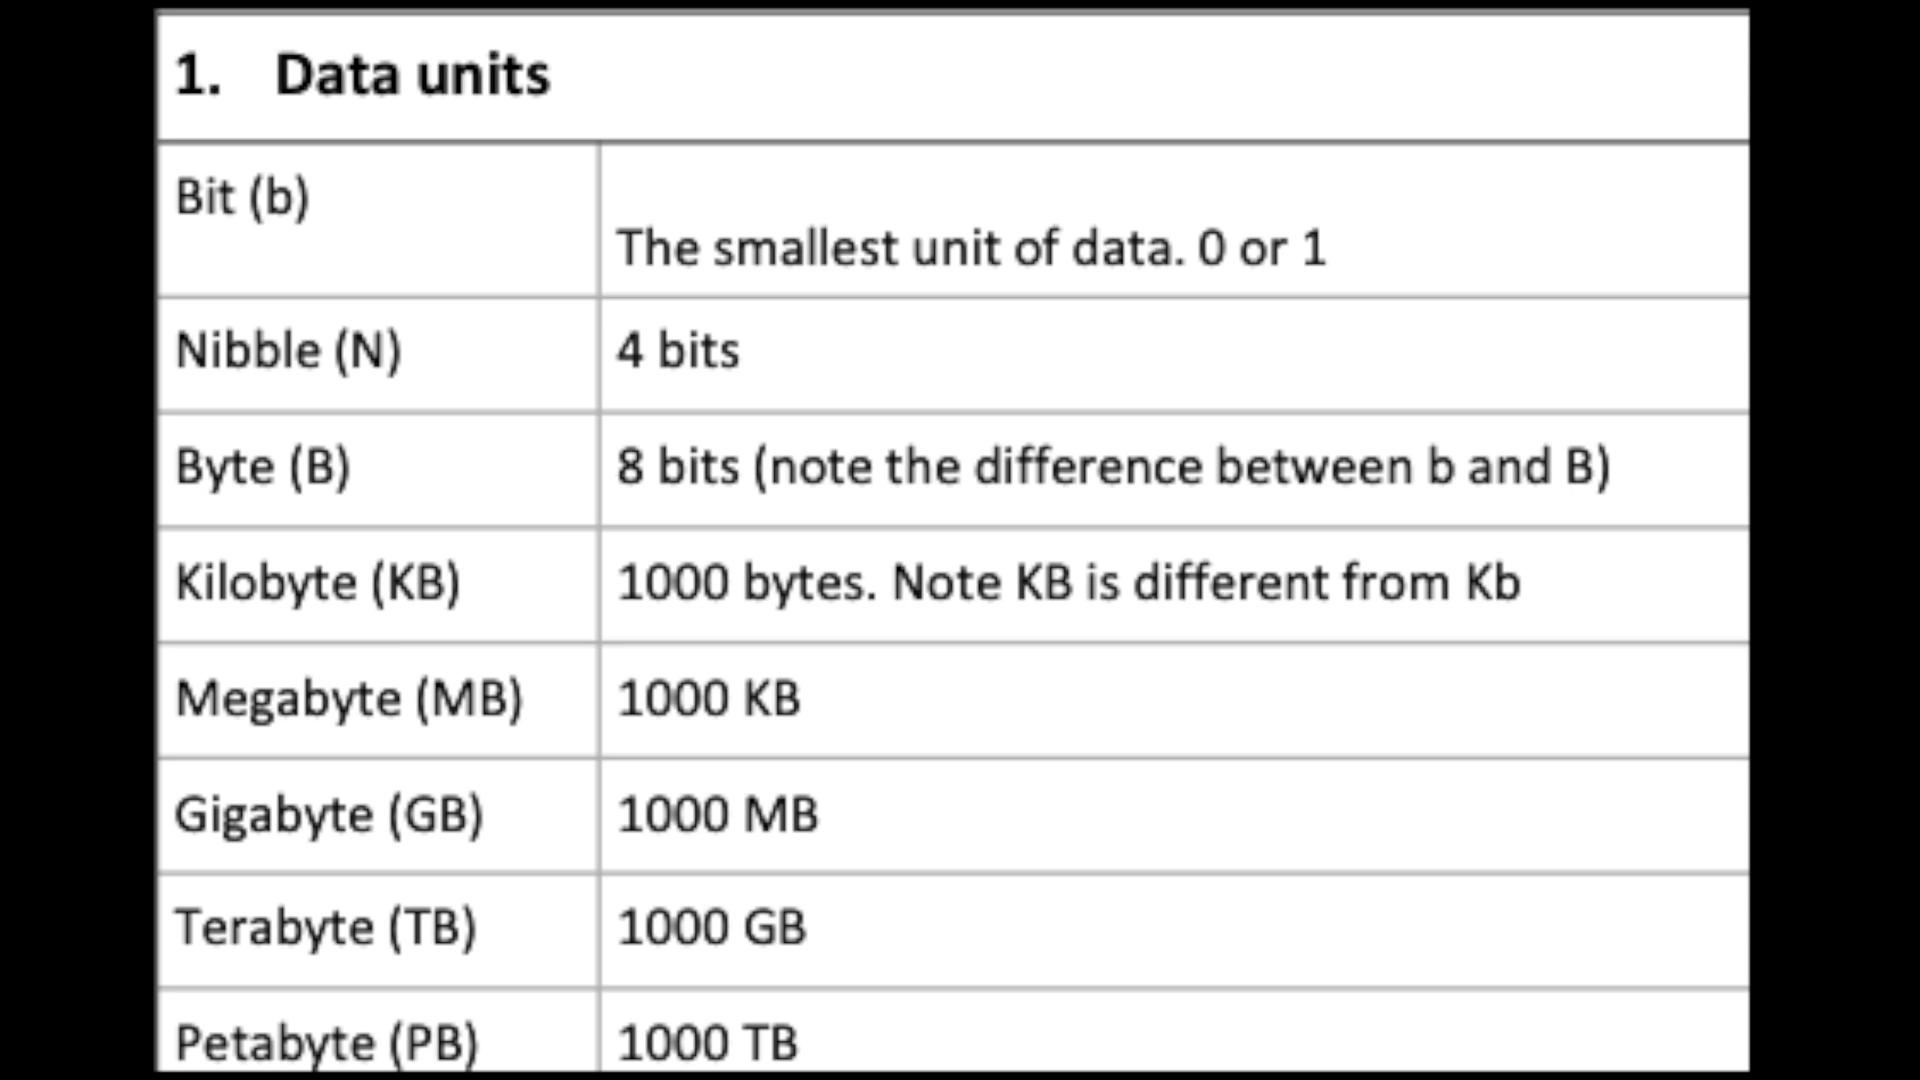 1. Data units
Bit (b)
The smallest unit of data. 0 or 1
Nibble (N)
4 bits
Byte (B)
8 bits (note the difference between b and B)
Kilobyte (KB)
1000 bytes. Note KB is different from Kb
Megabyte (MB)
1000 KB
Gigabyte (GB)
1000 MB
Terabyte (TB)
1000 GB
Petabyte (PB)
1000 TB